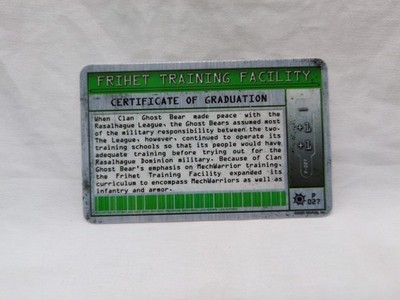 FRIHET TRAINING FACILITY
CERTIFICATE OF GRADUATION
When Clan Ghost Bear made peace with the
Rasalhague League, the Ghost Bears assumed most
of the military responsibility between the two.
The League, however, continued to operate its
training schools so that its people would have
adequate training before trying out for the
Rasalhague Dominion military. Because of Clan
Ghost Bear's emphasis on MechWarrior training,
the Frihet Training Facility expanded its
curriculum to encompass MechWarriors as well as
infantry and armor.
—
+1
+1
P
027